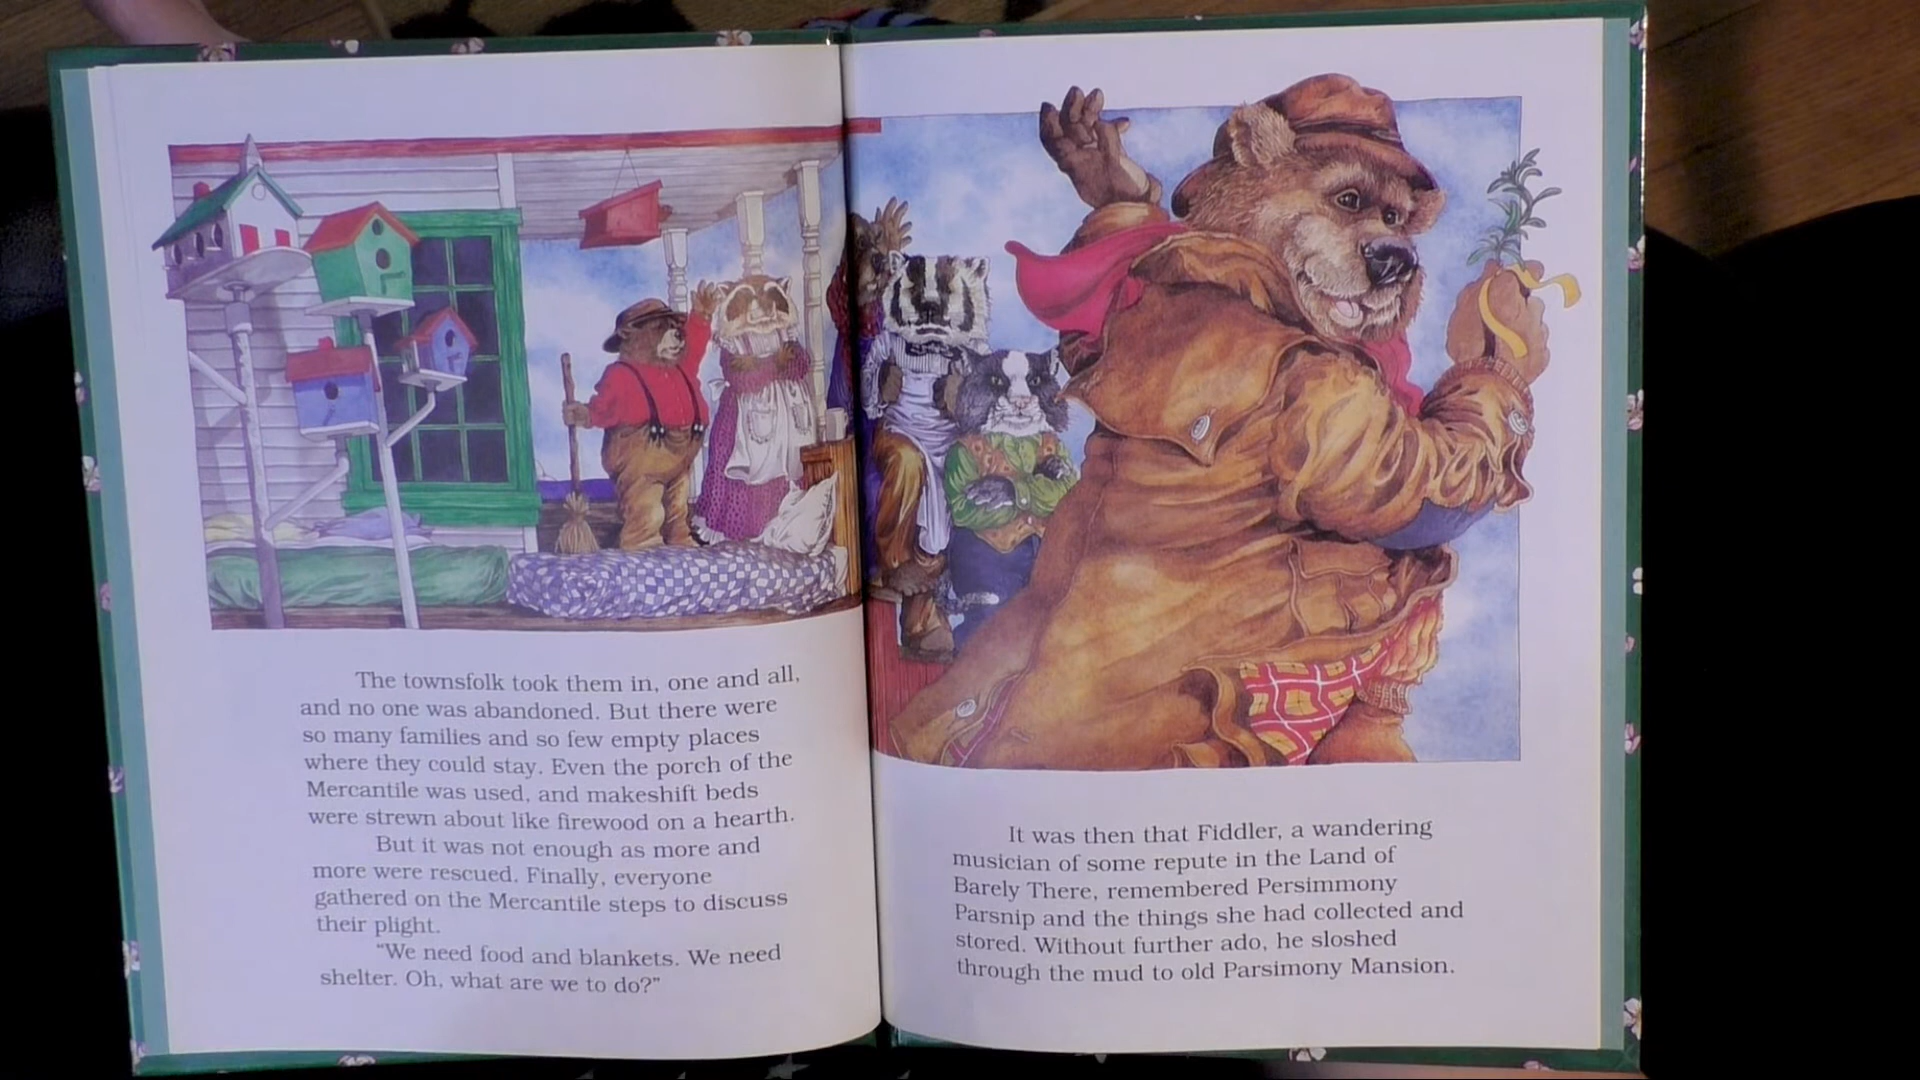 The townsfolk took them in, one and all,
and no one was abandoned. But there were
so many families and so few empty places
where they could stay. Even the porch of the
Mercantile was used, and makeshift beds
were strewn about like firewood on a hearth.
But it was not enough as more and
more were rescued. Finally, everyone
gathered on the Mercantile steps to discuss
their plight.
"We need food and blankets. We need
shelter. Oh, what are we to do?"
It was then that Fiddler, a wandering
musician of some repute in the Land of
Barely There, remembered Persimmony
Parsnip and the things she had collected and
stored. Without further ado, he sloshed
through the mud to old Parsimony Mansion.